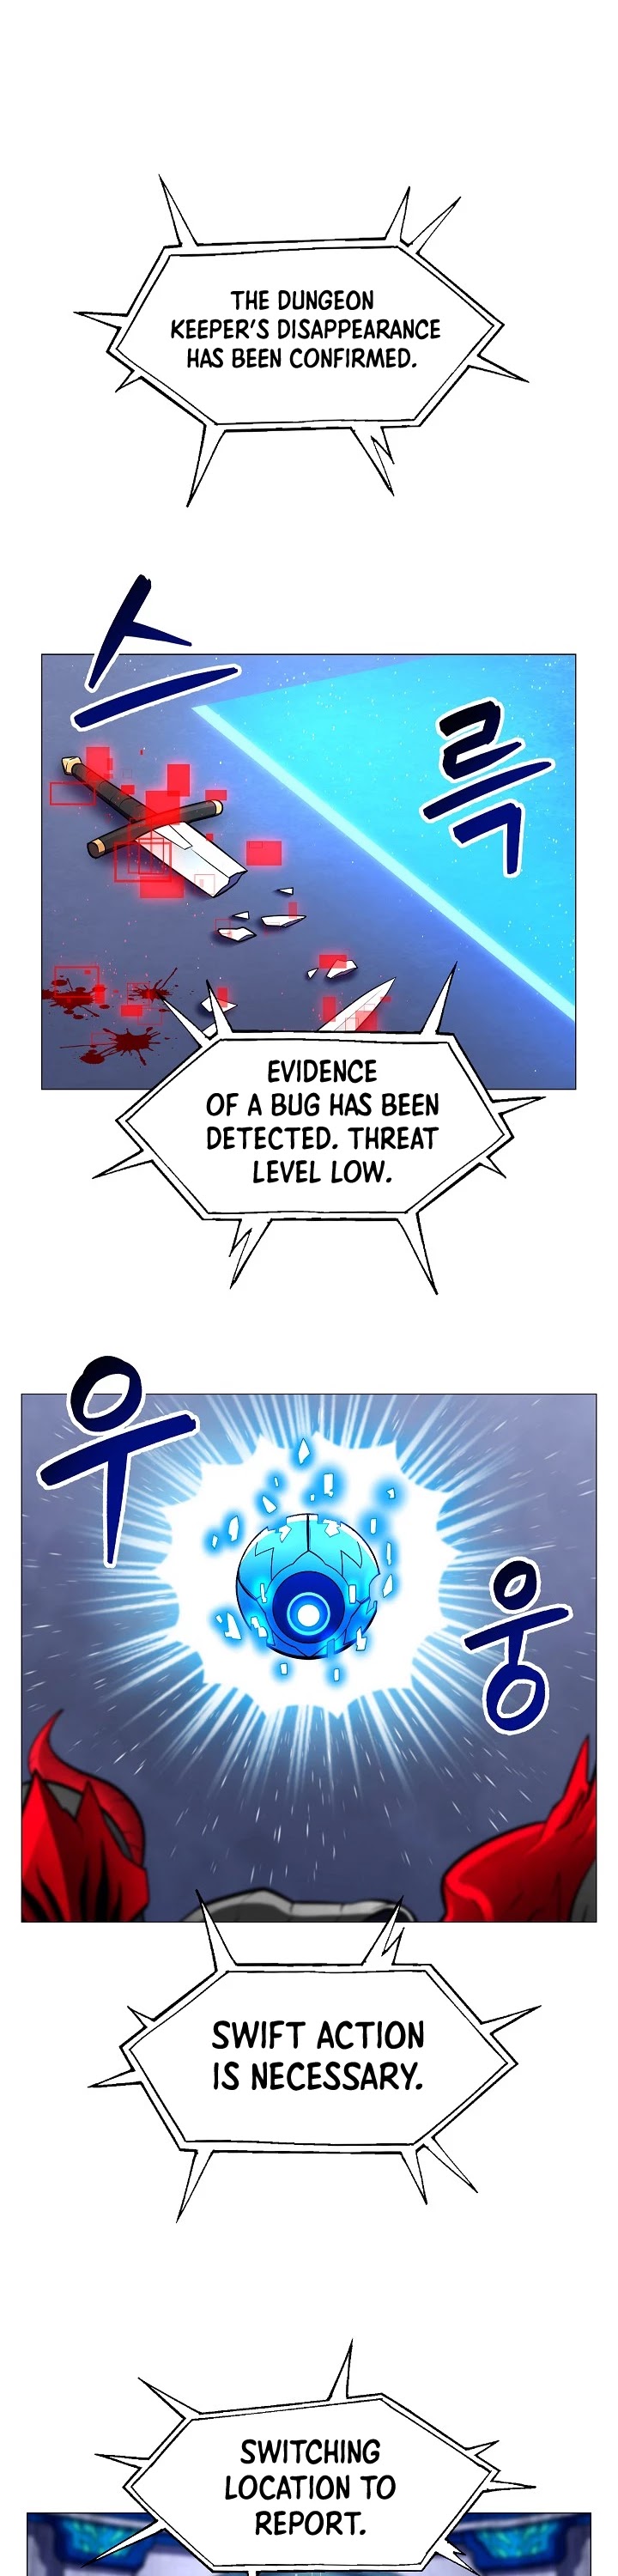 THE DUNGEON
KEEPER'S DISAPPEARANCE
HAS BEEN CONFIRMED.
스
륵
EVIDENCE
OF A BUG HAS BEEN
DETECTED. THREAT
LEVEL LOW.
우
웅
SWIFT ACTION
IS NECESSARY.
SWITCHING
LOCATION TO
REPORT.